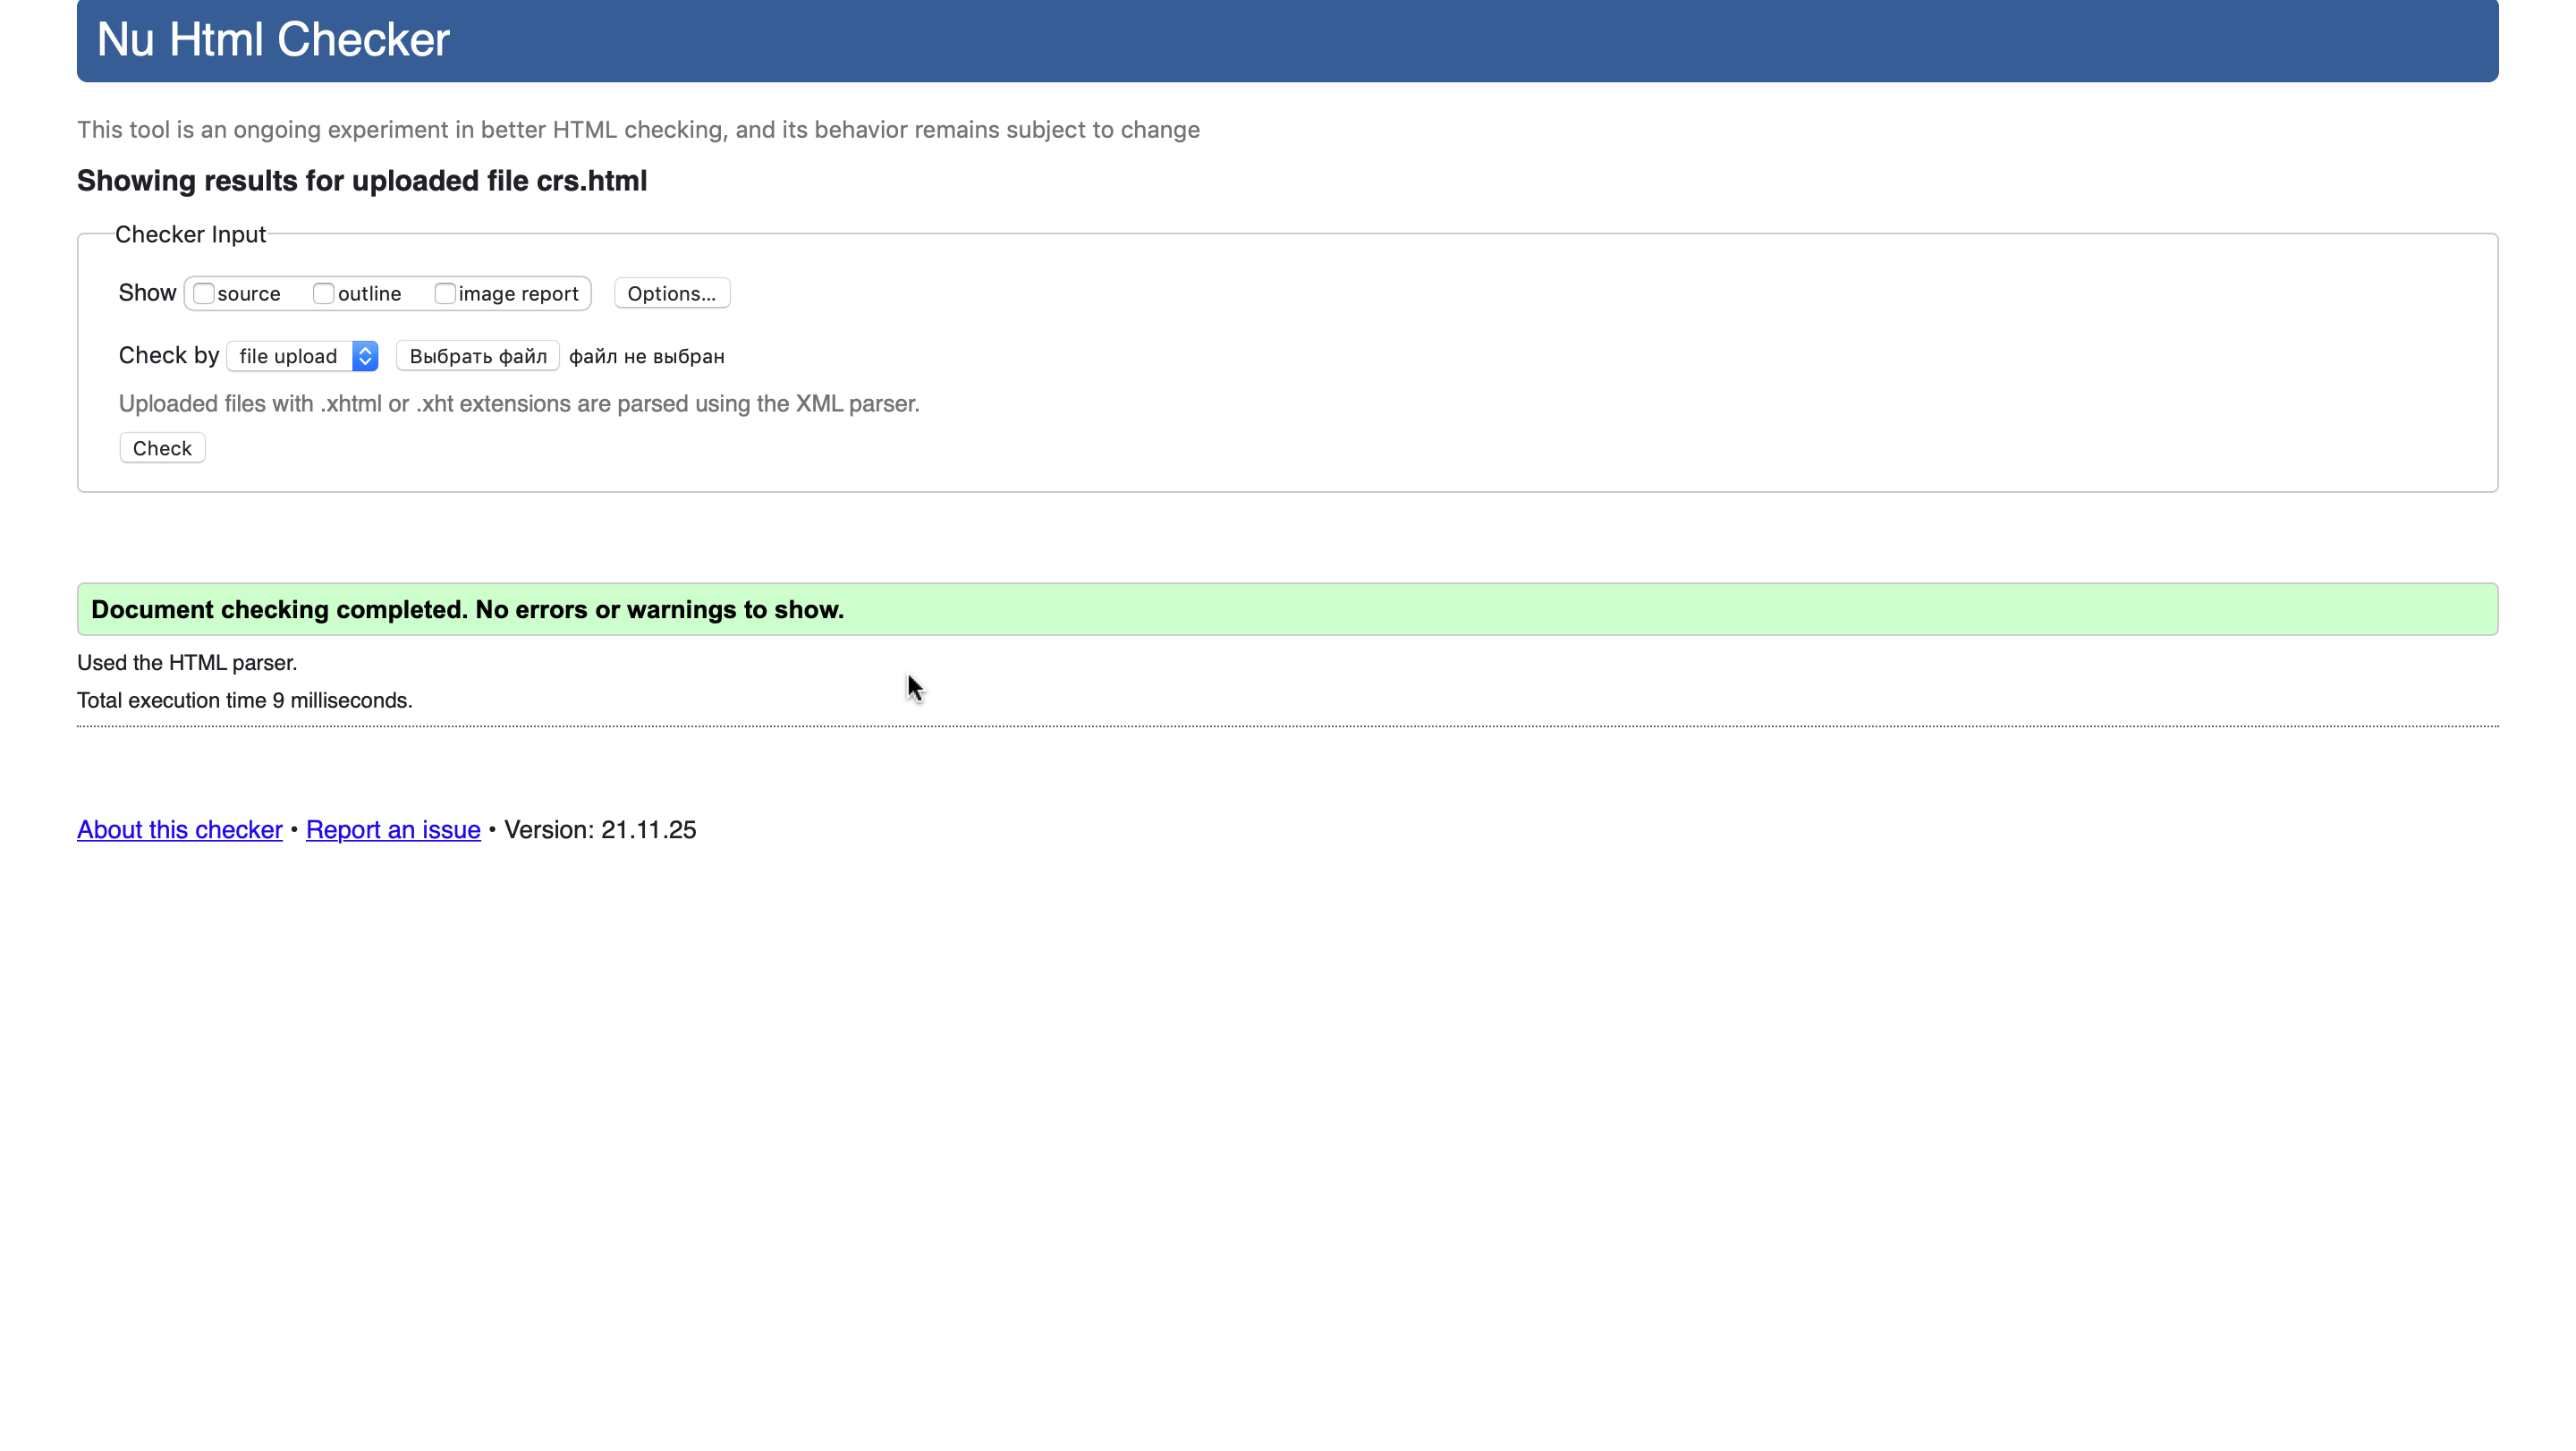 Nu Html Checker
This tool is an ongoing experiment in better HTML checking, and its behavior remains subject to change
Showing results for uploaded file crs.html
Checker Input
Show source outline image report Options...
Check by file upload Выбрать файл файл не выбран
Uploaded files with .xhtml or .xht extensions are parsed using the XML parser.
Check
Document checking completed. No errors or warnings to show.
Used the HTML parser.
Total execution time 9 milliseconds.
About this checker • Report an issue • Version: 21.11.25